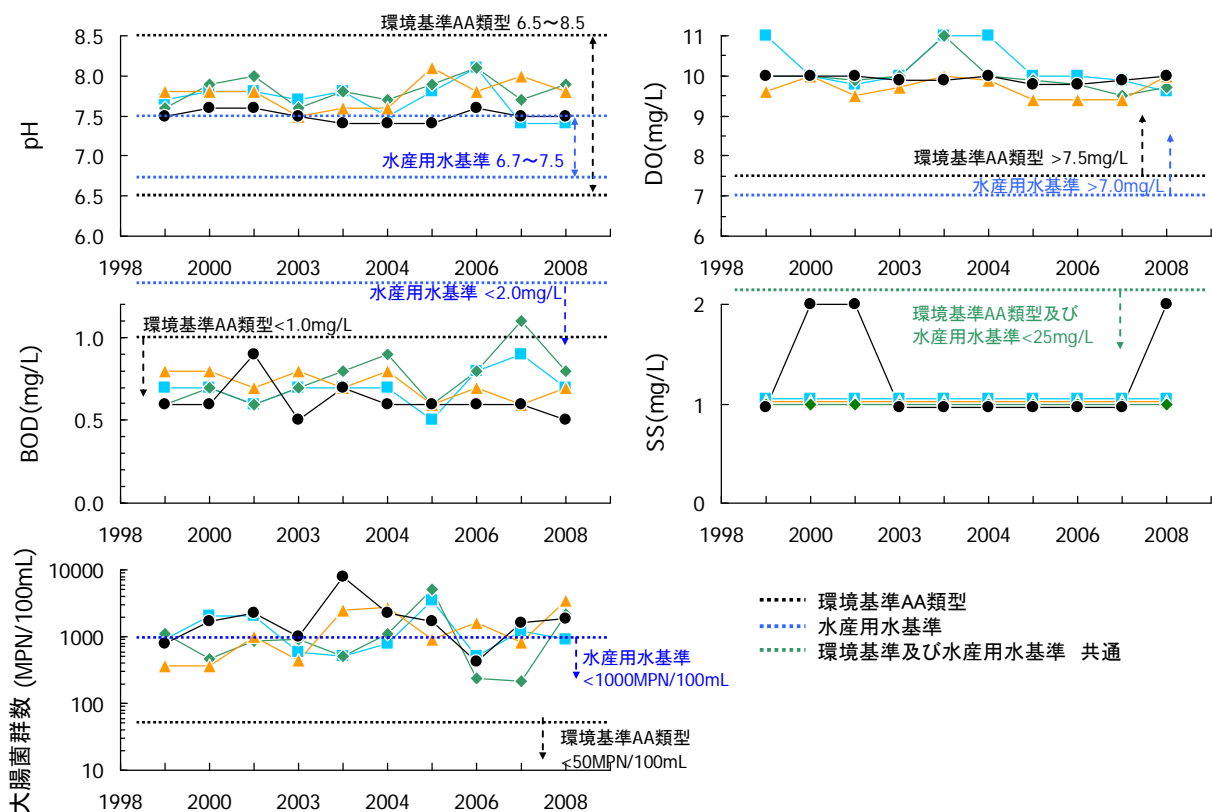 環境基準AA類型 6.5～8.5
pH
8.5
8.0
7.5
7.0
6.5
6.0
水産用水基準 6.7～7.5
1998 2000 2003 2004 2006 2008
DO(mg/L)
11
10
9
8
7
6
環境基準AA類型 >7.5mg/L
水産用水基準 >7.0mg/L
1998 2000 2003 2004 2006 2008
BOD(mg/L)
水産用水基準 <2.0mg/L
環境基準AA類型<1.0mg/L
1.0
0.5
0.0
1998 2000 2003 2004 2006 2008
SS(mg/L)
2
1
0
環境基準AA類型及び
水産用水基準<25mg/L
1998 2000 2003 2004 2006 2008
大腸菌群数 (MPN/100mL)
10000
1000
100
10
水産用水基準
<1000MPN/100mL
環境基準AA類型
<50MPN/100mL
1998 2000 2003 2004 2006 2008
環境基準AA類型
水産用水基準
環境基準及び水産用水基準 共通